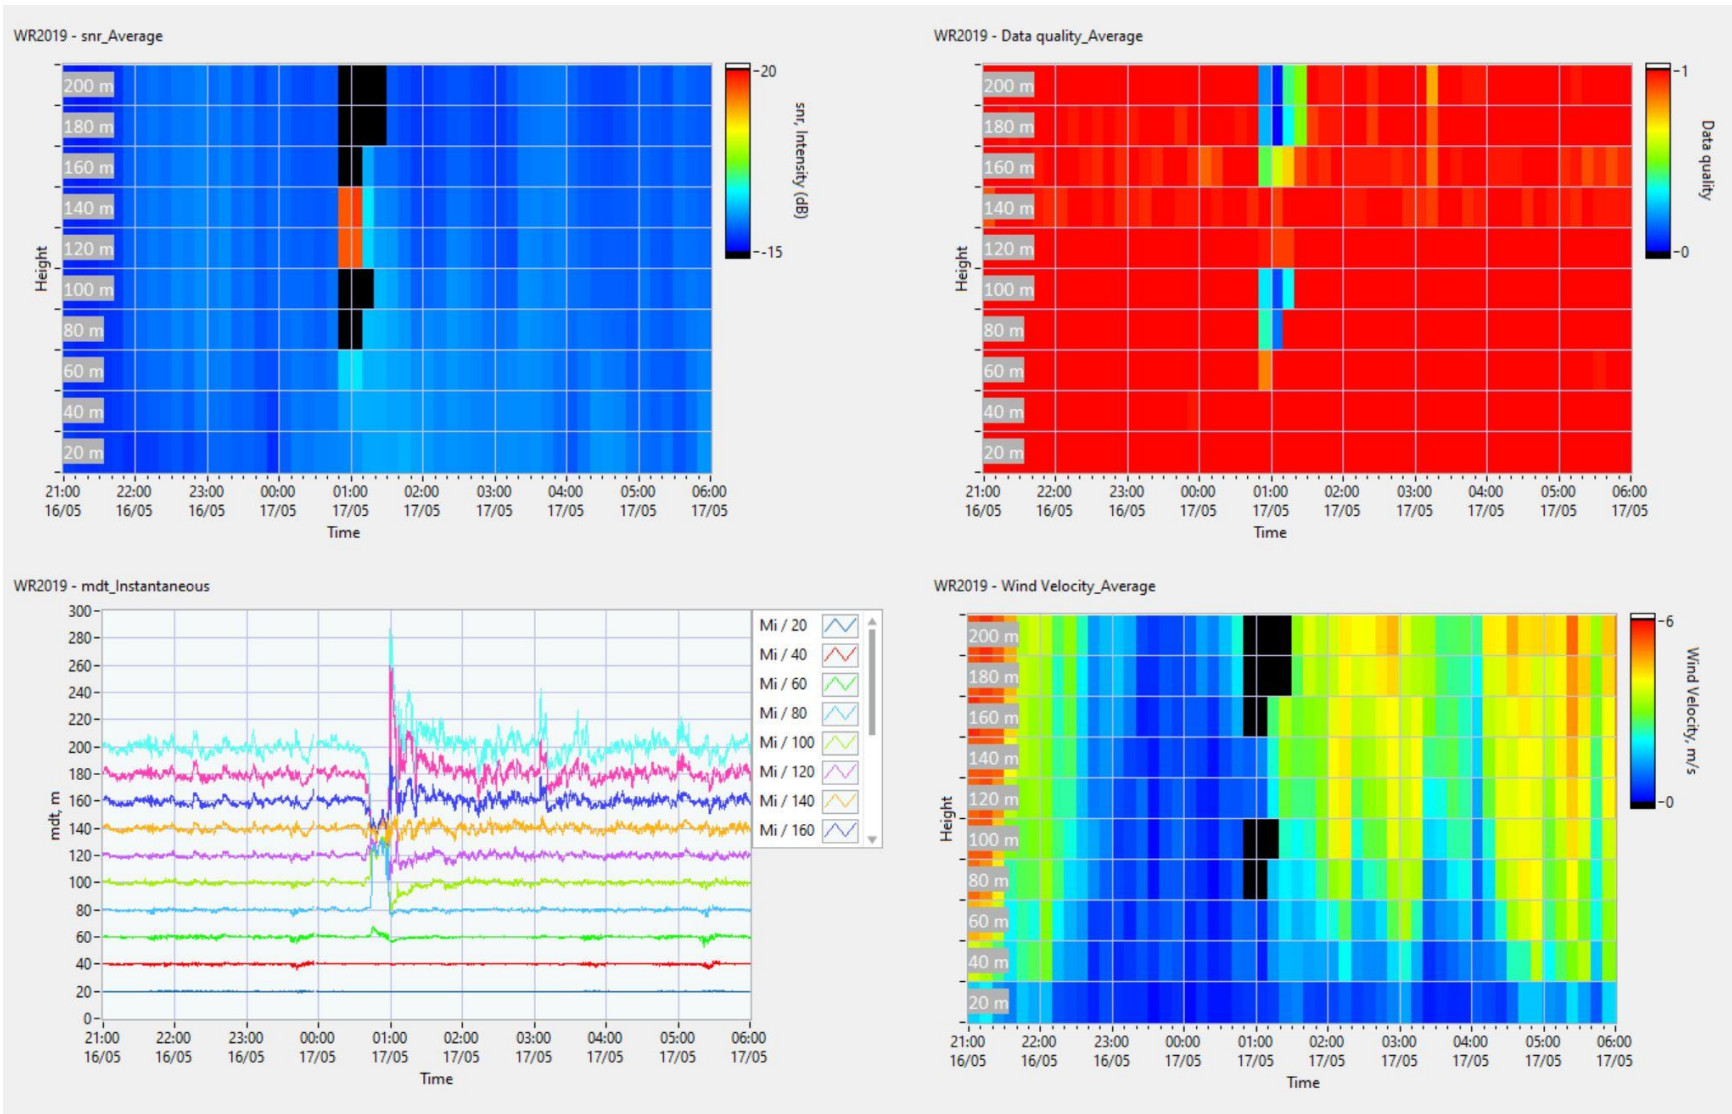 WR2019 - snr_Average
200 m
180 m
160 m
140 m
120 m
100 m
80 m
60 m
40 m
20 m
Height
21:00 22:00 23:00 00:00 01:00 02:00 03:00 04:00 05:00 06:00
16/05 16/05 16/05 17/05 17/05 17/05 17/05 17/05 17/05 17/05
Time
20
-15
snr, Intensity (dB)
WR2019 - Data quality_Average
200 m
180 m
160 m
140 m
120 m
100 m
80 m
60 m
40 m
20 m
Height
21:00 22:00 23:00 00:00 01:00 02:00 03:00 04:00 05:00 06:00
16/05 16/05 16/05 17/05 17/05 17/05 17/05 17/05 17/05 17/05
Time
1
0
Data quality
WR2019 - mdt_Instantaneous
300
280
260
240
220
200
180
160
140
120
100
80
60
40
20
0
mdt, m
21:00 22:00 23:00 00:00 01:00 02:00 03:00 04:00 05:00 06:00
16/05 16/05 16/05 17/05 17/05 17/05 17/05 17/05 17/05 17/05
Time
Mi / 20
Mi / 40
Mi / 60
Mi / 80
Mi / 100
Mi / 120
Mi / 140
Mi / 160
WR2019 - Wind Velocity_Average
200 m
180 m
160 m
140 m
120 m
100 m
80 m
60 m
40 m
20 m
Height
21:00 22:00 23:00 00:00 01:00 02:00 03:00 04:00 05:00 06:00
16/05 16/05 16/05 17/05 17/05 17/05 17/05 17/05 17/05 17/05
Time
6
0
Wind Velocity, m/s